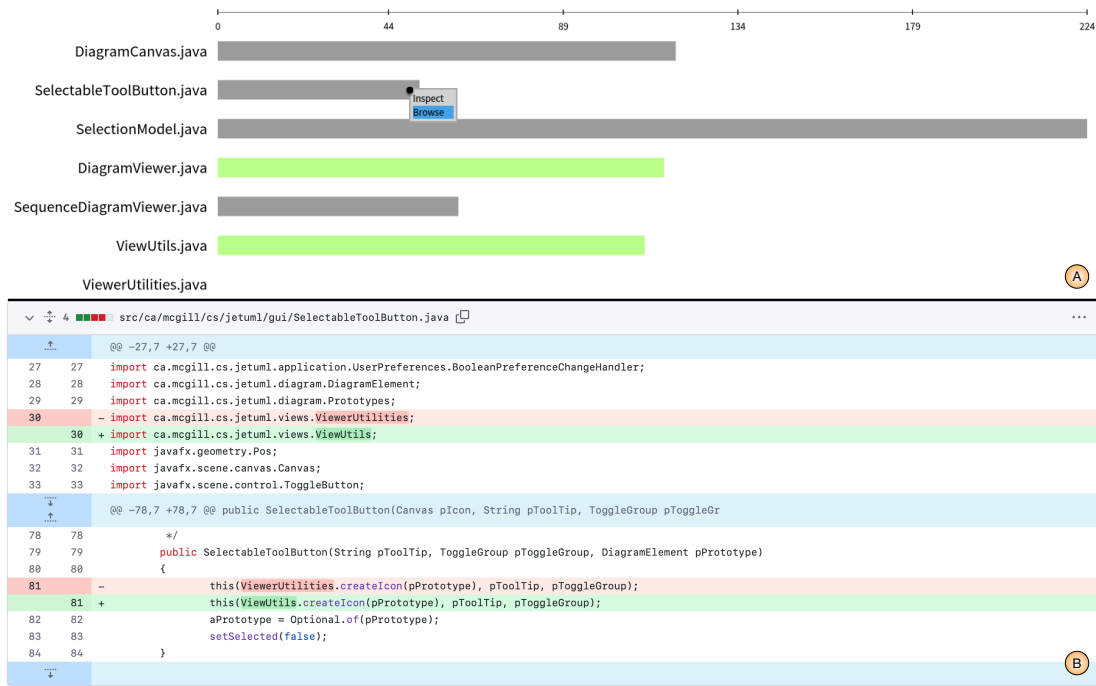 0 44 89 134 179 224
DiagramCanvas.java
SelectableToolButton.java
Inspect
Browse
SelectionModel.java
DiagramViewer.java
SequenceDiagramViewer.java
ViewUtils.java
ViewerUtilities.java
A
4 src/ca/mcgill/cs/jetuml/gui/SelectableToolButton.java ...
@@ -27,7 +27,7 @@
27 27 import ca.mcgill.cs.jetuml.application.UserPreferences.BooleanPreferenceChangeHandler;
28 28 import ca.mcgill.cs.jetuml.diagram.DiagramElement;
29 29 import ca.mcgill.cs.jetuml.diagram.Prototypes;
30 - import ca.mcgill.cs.jetuml.views.ViewerUtilities;
30 + import ca.mcgill.cs.jetuml.views.ViewUtils;
31 31 import javafx.geometry.Pos;
32 32 import javafx.scene.canvas.Canvas;
33 33 import javafx.scene.control.ToggleButton;
@@ -78,7 +78,7 @@ public SelectableToolButton(Canvas pIcon, String pToolTip, ToggleGroup pToggleGr
78 78 */
79 79 public SelectableToolButton(String pToolTip, ToggleGroup pToggleGroup, DiagramElement pPrototype)
80 80 {
81 - this(ViewerUtilities.createIcon(pPrototype), pToolTip, pToggleGroup);
81 + this(ViewUtils.createIcon(pPrototype), pToolTip, pToggleGroup);
82 82 aPrototype = Optional.of(pPrototype);
83 83 setSelected(false);
84 84 }
B